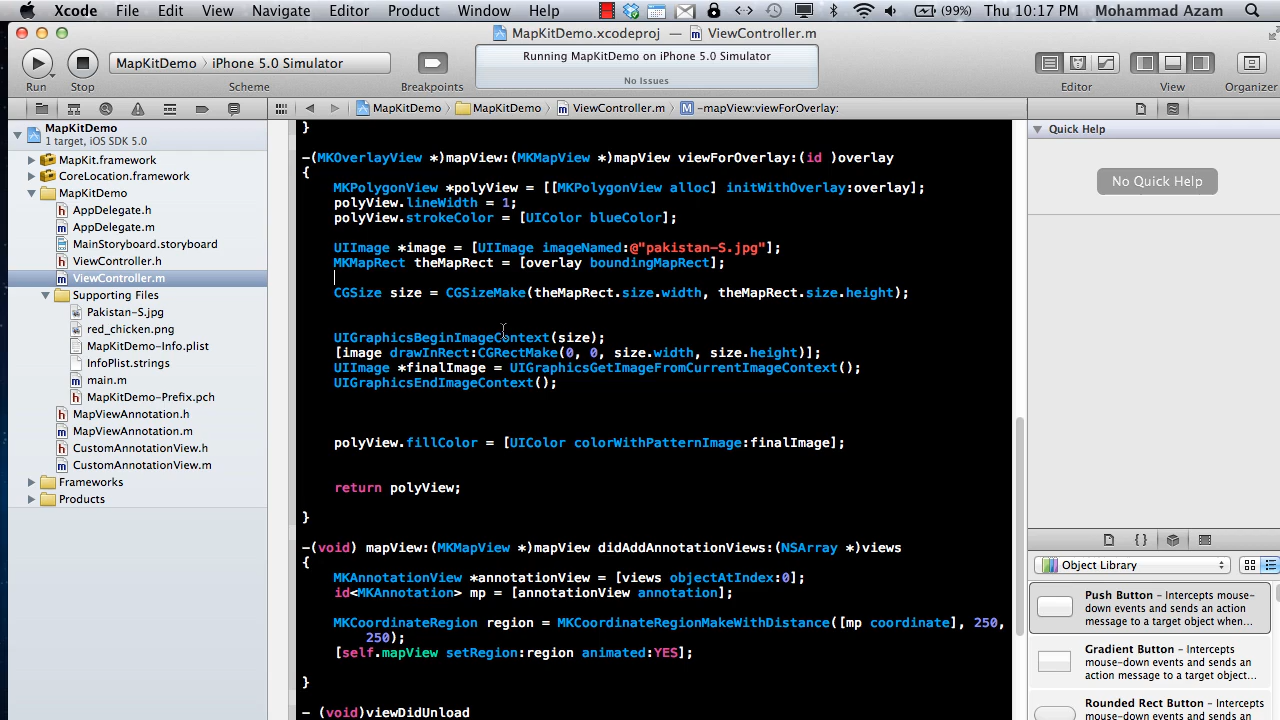 Xcode File Edit View Navigate Editor Product Window Help (99%) Thu 10:17 PM Mohammad Azam
MapKitDemo.xcodeproj — ViewController.m
MapKitDemo iPhone 5.0 Simulator
Running MapKitDemo on iPhone 5.0 Simulator
No Issues
Run Stop Scheme Breakpoints Editor View Organizer
MapKitDemo MapKitDemo ViewController.m M -mapView:viewForOverlay:
MapKitDemo
1 target, iOS SDK 5.0
MapKit.framework
CoreLocation.framework
MapKitDemo
AppDelegate.h
AppDelegate.m
MainStoryboard.storyboard
ViewController.h
ViewController.m
Supporting Files
Pakistan-S.jpg
red_chicken.png
MapKitDemo-Info.plist
InfoPlist.strings
main.m
MapKitDemo-Prefix.pch
MapViewAnnotation.h
MapViewAnnotation.m
CustomAnnotationView.h
CustomAnnotationView.m
Frameworks
Products
}
-(MKOverlayView *)mapView:(MKMapView *)mapView viewForOverlay:(id )overlay
{
MKPolygonView *polyView = [[MKPolygonView alloc] initWithOverlay:overlay];
polyView.lineWidth = 1;
polyView.strokeColor = [UIColor blueColor];
UIImage *image = [UIImage imageNamed:@"pakistan-S.jpg"];
MKMapRect theMapRect = [overlay boundingMapRect];
CGSize size = CGSizeMake(theMapRect.size.width, theMapRect.size.height);
UIGraphicsBeginImageContext(size);
[image drawInRect:CGRectMake(0, 0, size.width, size.height)];
UIImage *finalImage = UIGraphicsGetImageFromCurrentImageContext();
UIGraphicsEndImageContext();
polyView.fillColor = [UIColor colorWithPatternImage:finalImage];
return polyView;
}
-(void) mapView:(MKMapView *)mapView didAddAnnotationViews:(NSArray *)views
{
MKAnnotationView *annotationView = [views objectAtIndex:0];
id<MKAnnotation> mp = [annotationView annotation];
MKCoordinateRegion region = MKCoordinateRegionMakeWithDistance([mp coordinate], 250,
250);
[self.mapView setRegion:region animated:YES];
}
- (void)viewDidUnload
Quick Help
No Quick Help
{ }
Object Library
Push Button – Intercepts mouse-
down events and sends an action
message to a target object when...
Gradient Button – Intercepts
mouse-down events and sends an
action message to a target object...
Rounded Rect Button – Intercepts
mouse-down events and sends an